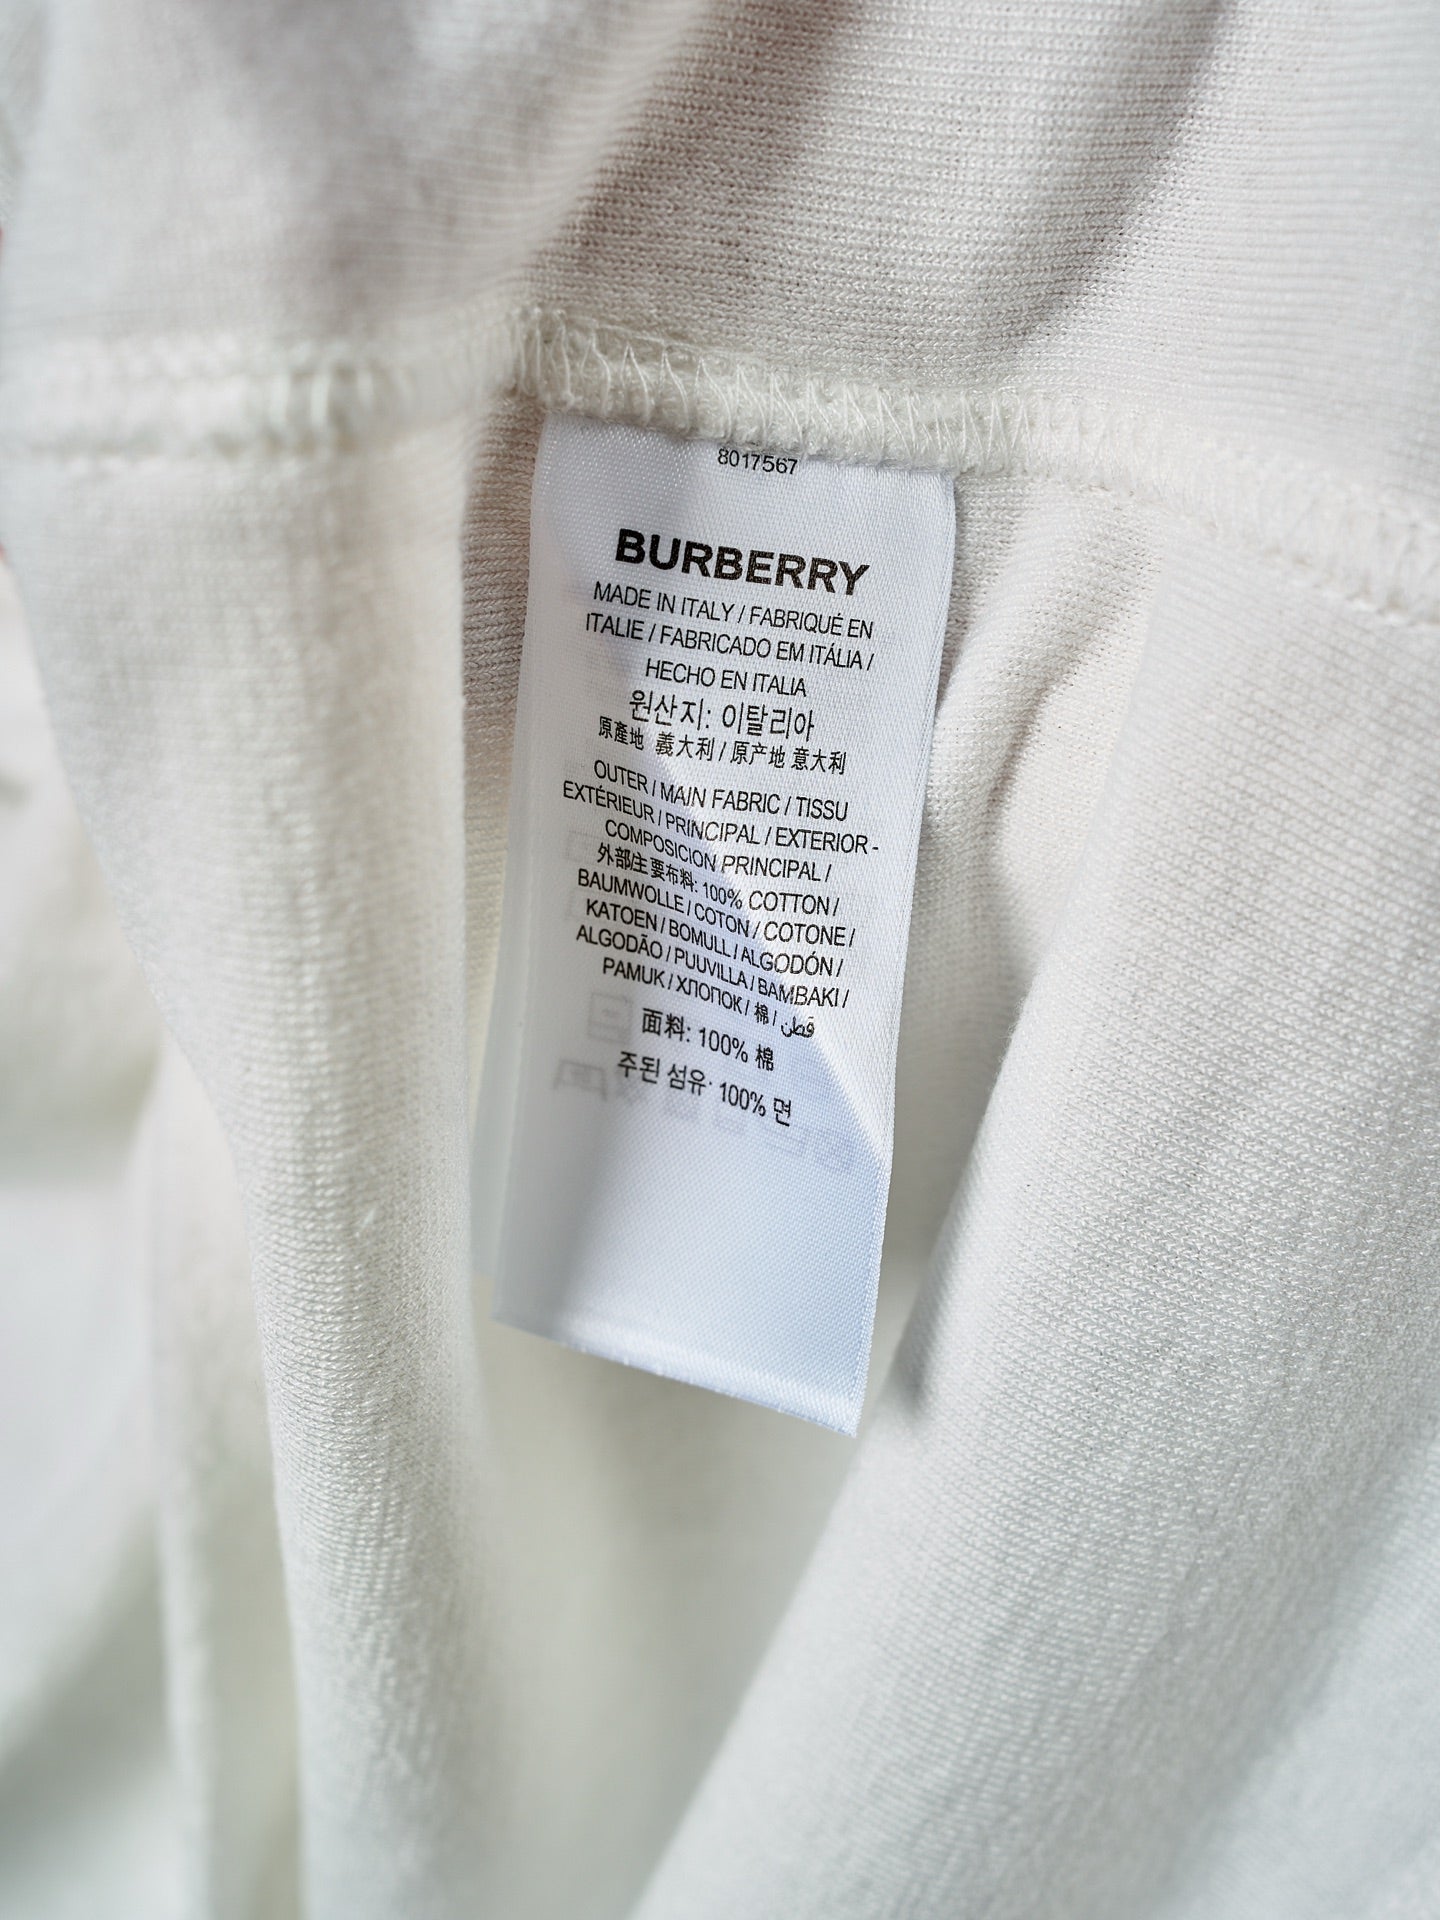 8017567
BURBERRY
MADE IN ITALY / FABRIQUÉ EN
ITALIE / FABRICADO EM ITÁLIA /
HECHO EN ITALIA
원산지: 이탈리아
原產地 義大利 / 原产地 意大利
OUTER / MAIN FABRIC / TISSU
EXTÉRIEUR / PRINCIPAL / EXTERIOR -
COMPOSICION PRINCIPAL /
外部主要布料: 100% COTTON /
BAUMWOLLE / COTON / COTONE /
KATOEN / BOMULL / ALGODÓN /
ALGODÃO / PUUVILLA / BAMBAKI /
PAMUK / ХЛОПОК / 棉 / قطن
面料: 100% 棉
주된 섬유: 100% 면